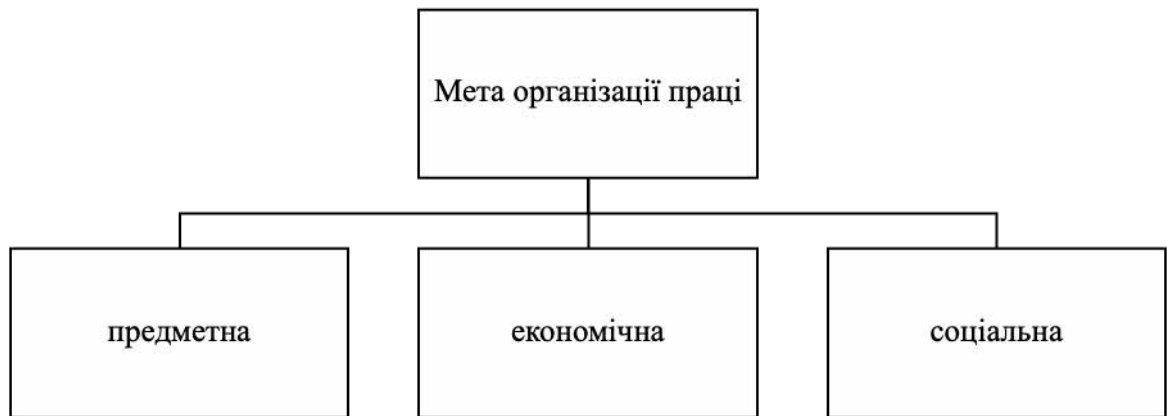 Мета організації праці
предметна
економічна
соціальна